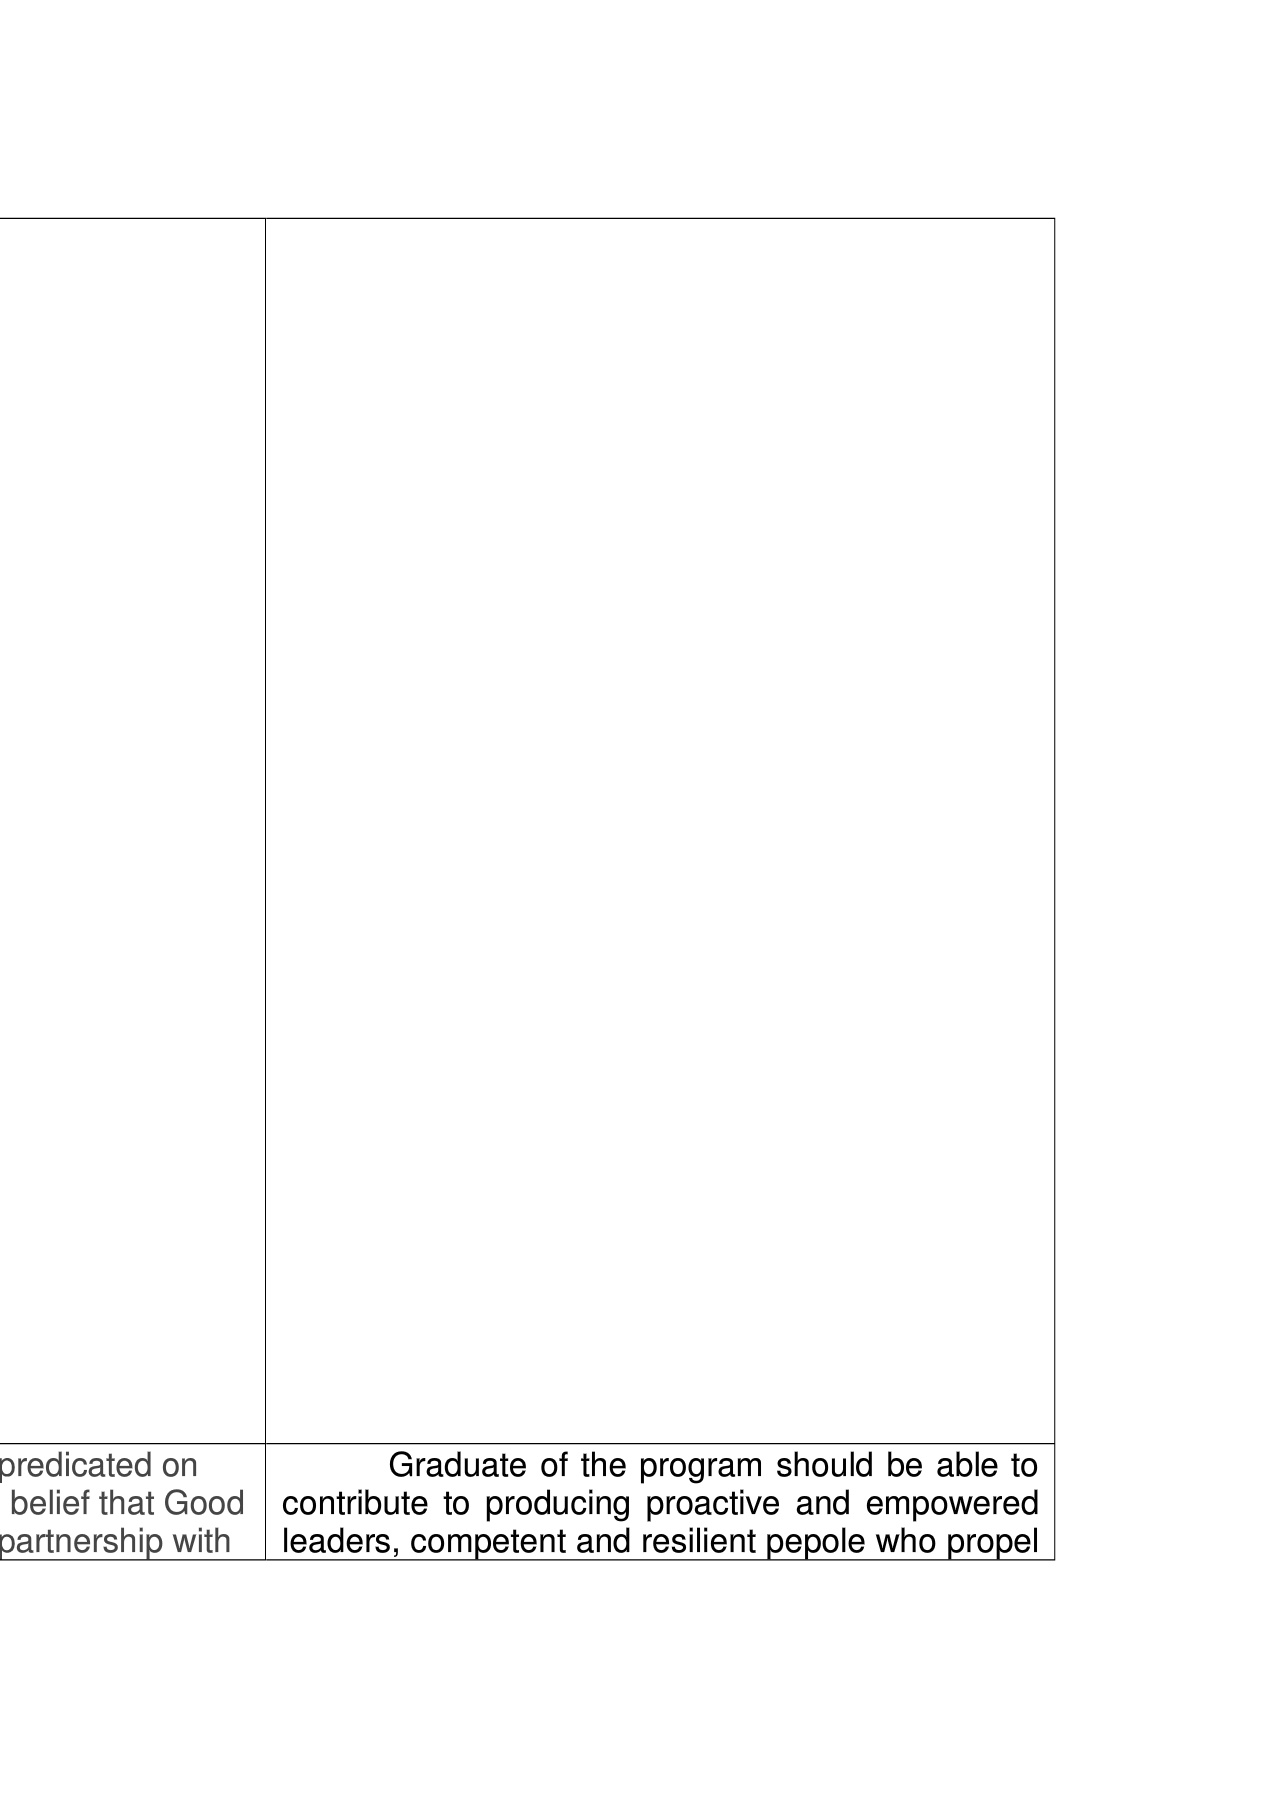 predicated on
belief that Good
partnership with
Graduate of the program should be able to
contribute to producing proactive and empowered
leaders, competent and resilient pepole who propel